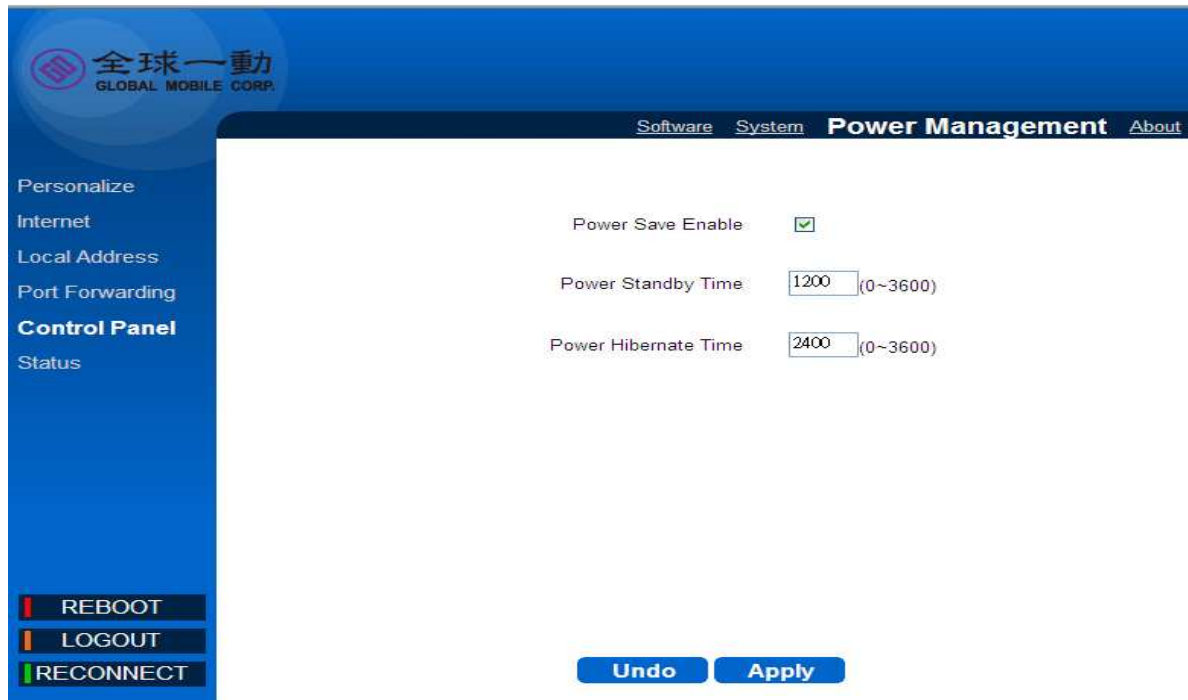 全球一動
GLOBAL MOBILE CORP.
Software System Power Management About
Personalize
Internet
Local Address
Port Forwarding
Control Panel
Status
Power Save Enable
Power Standby Time 1200 (0~3600)
Power Hibernate Time 2400 (0~3600)
REBOOT
LOGOUT
RECONNECT
Undo Apply